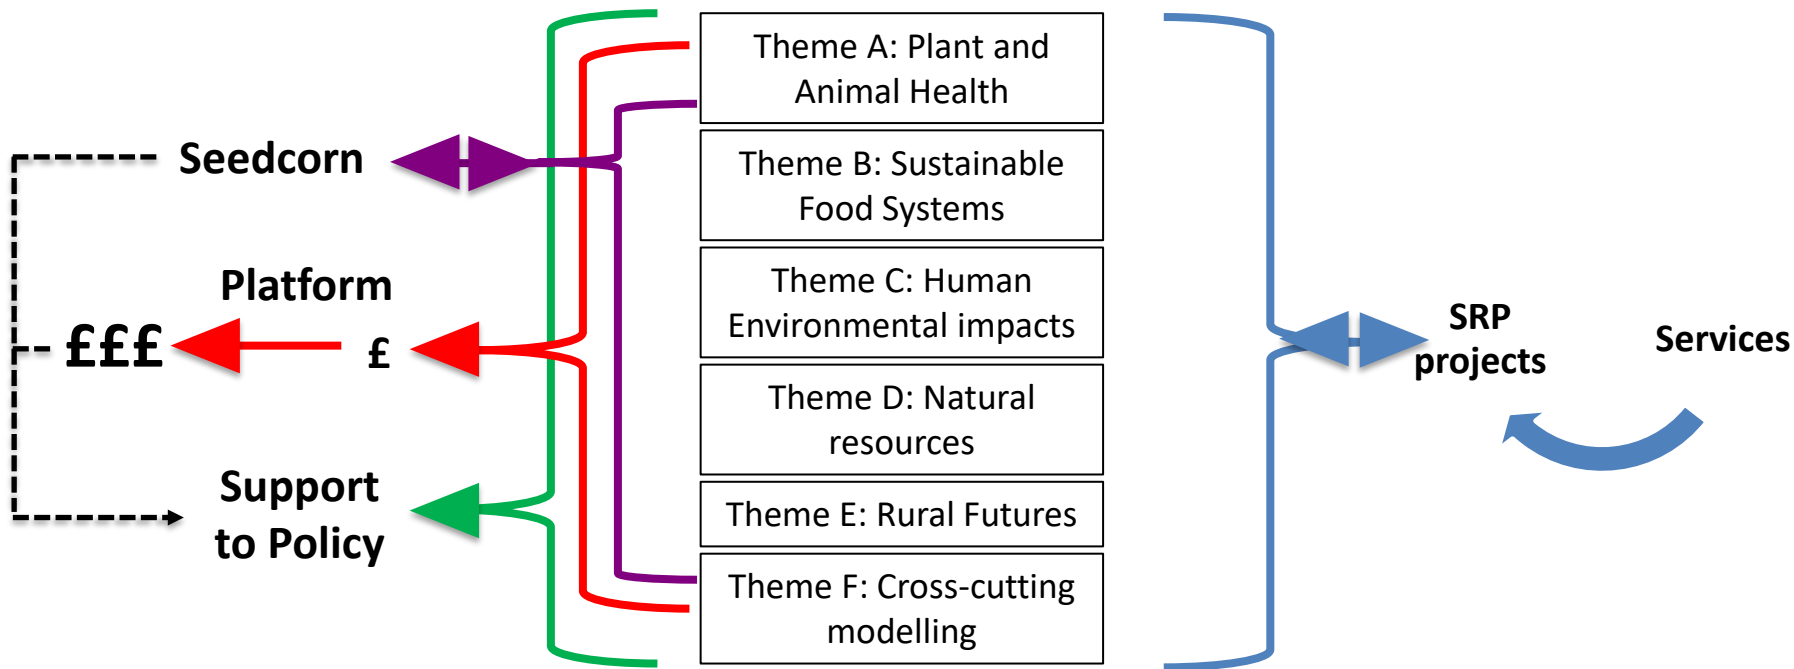 Seedcorn
Platform
£££
£
Support
to Policy
Theme A: Plant and
Animal Health
Theme B: Sustainable
Food Systems
Theme C: Human
Environmental impacts
Theme D: Natural
resources
Theme E: Rural Futures
Theme F: Cross-cutting
modelling
SRP
projects
Services